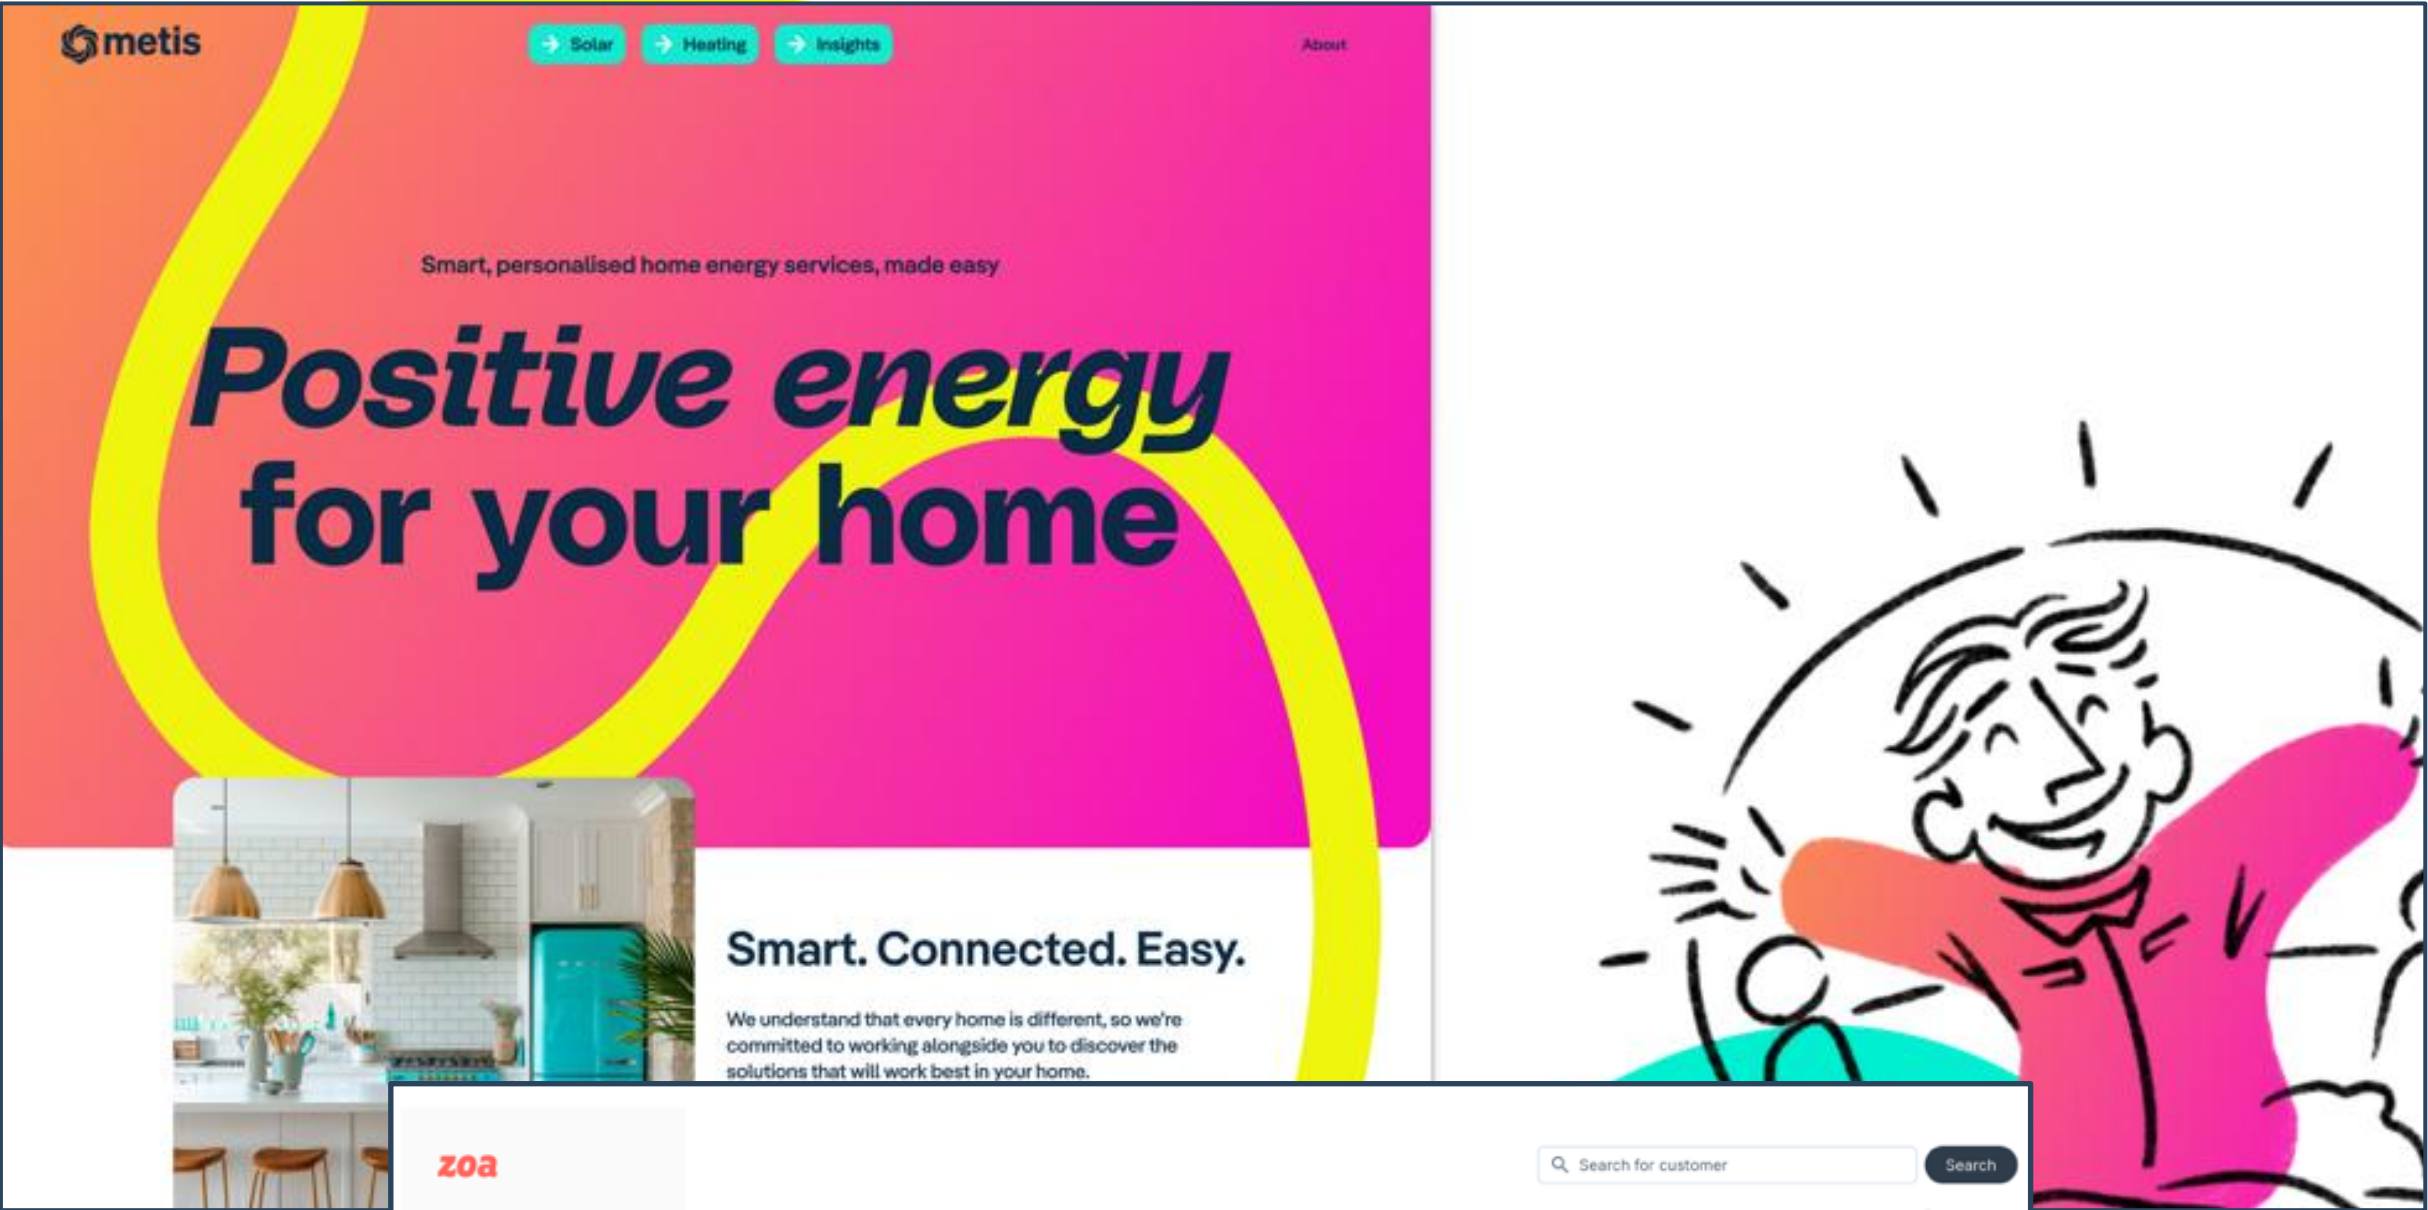 metis
Solar
Heating
Insights
About
Smart, personalised home energy services, made easy
Positive energy
for your home
Smart. Connected. Easy.
We understand that every home is different, so we're
committed to working alongside you to discover the
solutions that will work best in your home.
zoa
Search for customer
Search